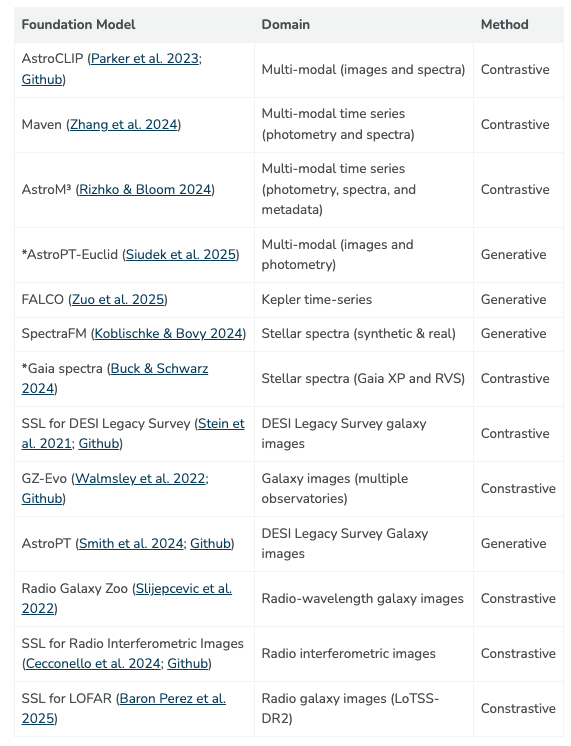 Foundation Model Domain Method
AstroCLIP (Parker et al. 2023;
Github)
Multi-modal (images and spectra)
Contrastive
Maven (Zhang et al. 2024)
Multi-modal time series
(photometry and spectra)
Contrastive
AstroM³ (Rizhko & Bloom 2024)
Multi-modal time series
(photometry, spectra, and
metadata)
Contrastive
*AstroPT-Euclid (Siudek et al. 2025)
Multi-modal (images and
photometry)
Generative
FALCO (Zuo et al. 2025)
Kepler time-series
Generative
SpectraFM (Koblischke & Bovy 2024)
Stellar spectra (synthetic & real)
Generative
*Gaia spectra (Buck & Schwarz
2024)
Stellar spectra (Gaia XP and RVS)
Contrastive
SSL for DESI Legacy Survey (Stein et
al. 2021; Github)
DESI Legacy Survey galaxy
images
Contrastive
GZ-Evo (Walmsley et al. 2022;
Github)
Galaxy images (multiple
observatories)
Constrastive
AstroPT (Smith et al. 2024; Github)
DESI Legacy Survey Galaxy
images
Generative
Radio Galaxy Zoo (Slijepcevic et al.
2022)
Radio-wavelength galaxy images
Constrastive
SSL for Radio Interferometric Images
(Cecconello et al. 2024; Github)
Radio interferometric images
Constrastive
SSL for LOFAR (Baron Perez et al.
2025)
Radio galaxy images (LoTSS-
DR2)
Constrastive